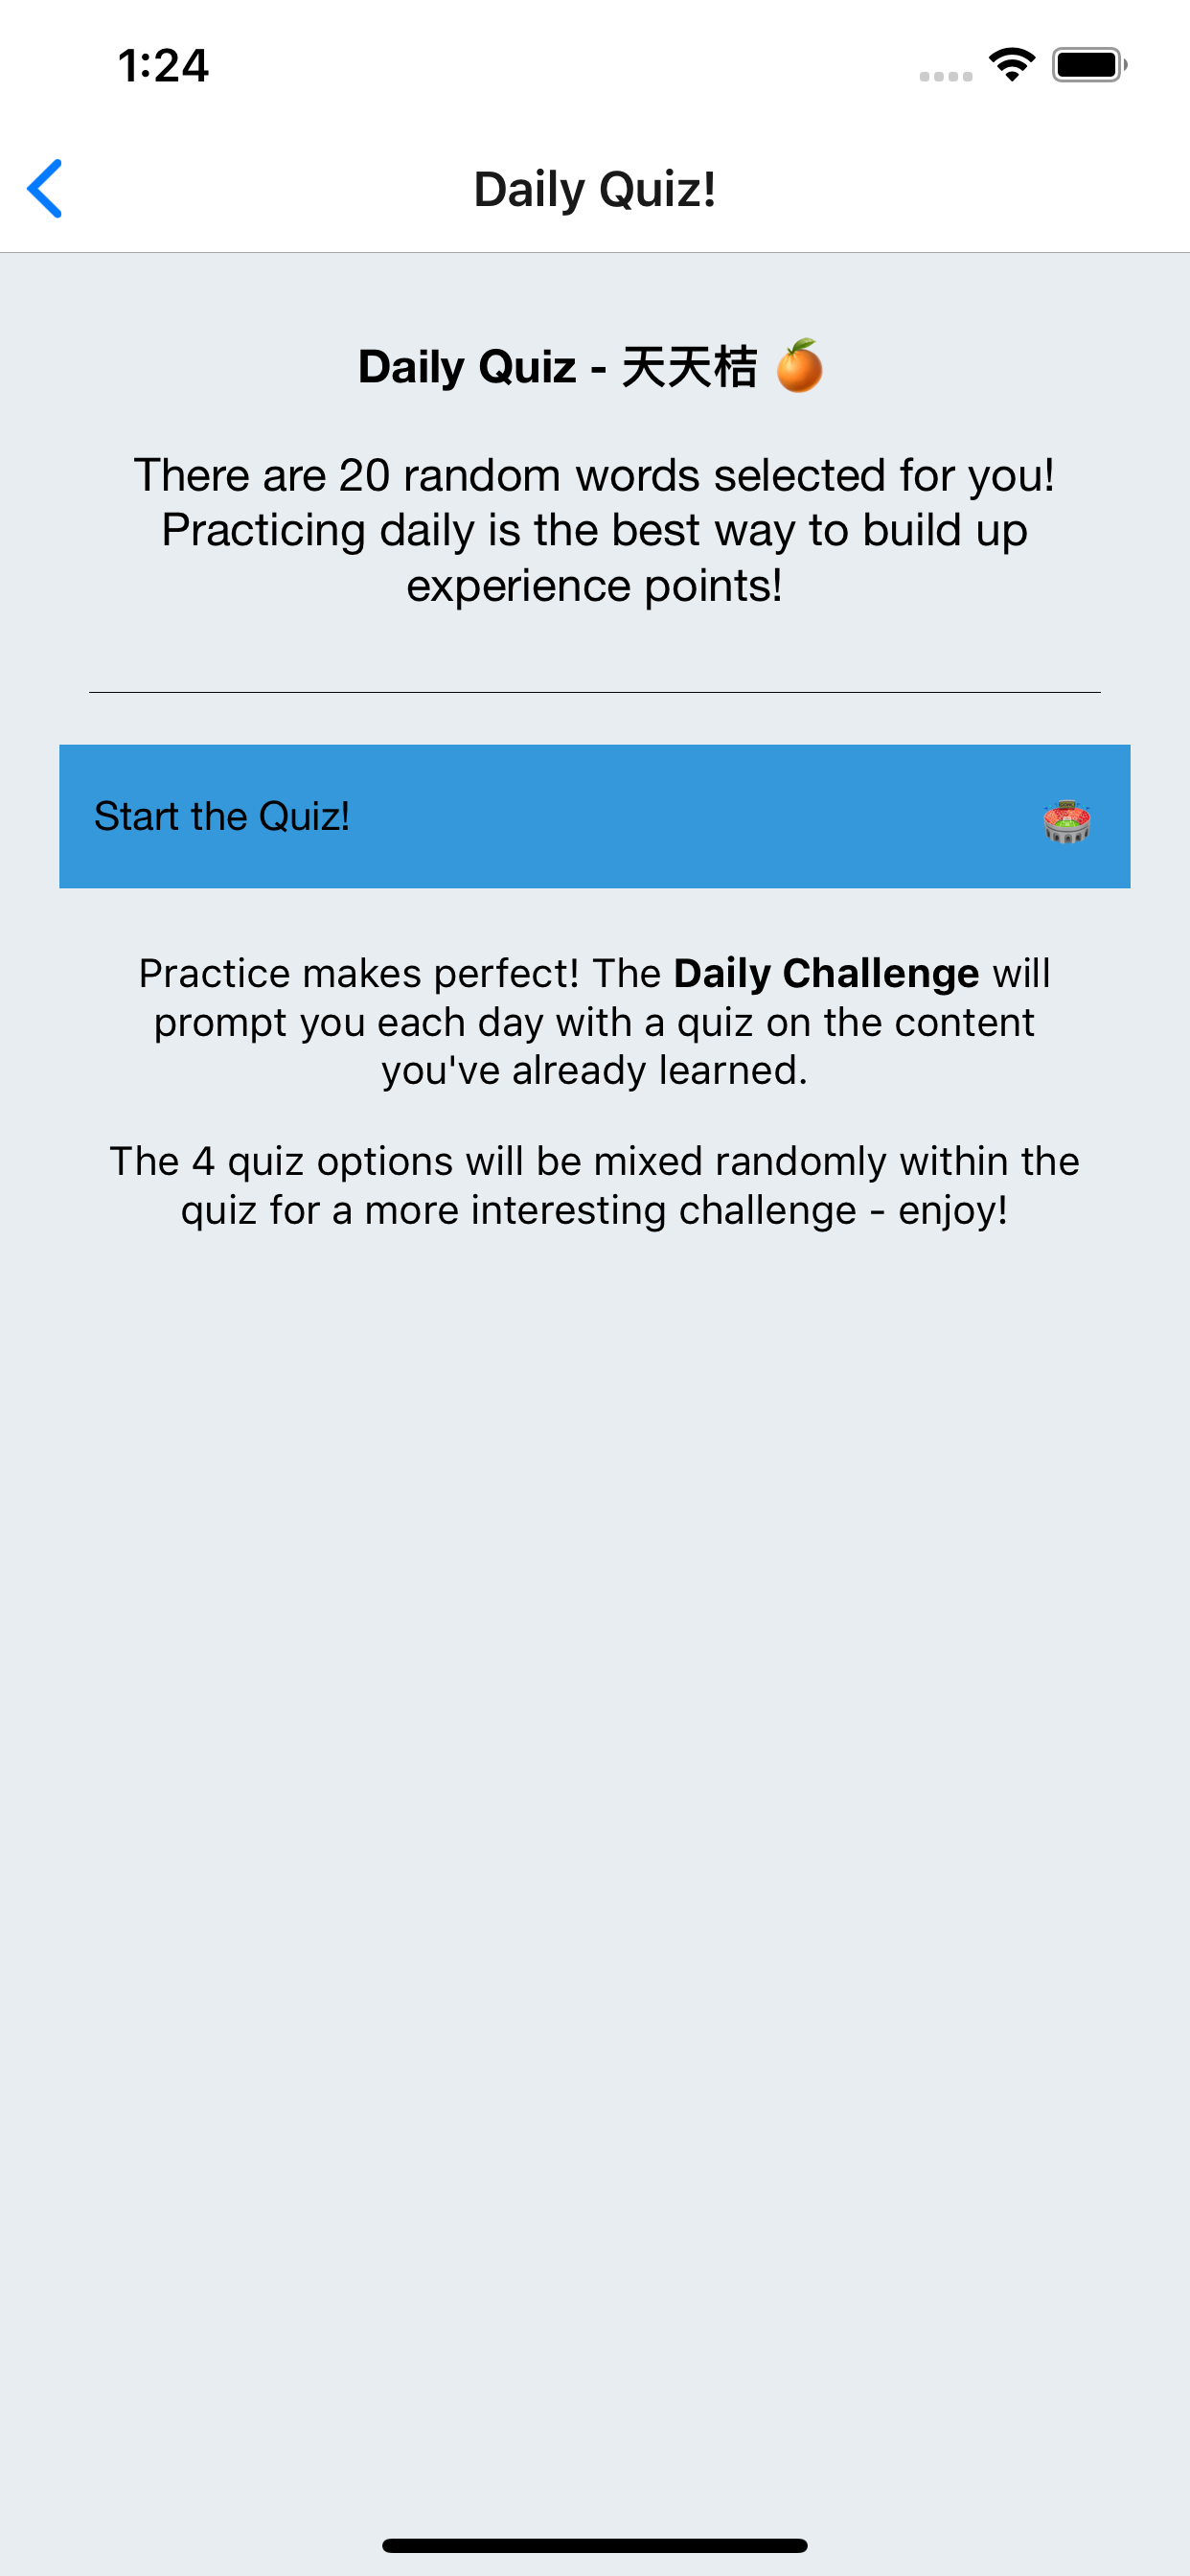 1:24
Daily Quiz!
Daily Quiz - 天天桔 🍊
There are 20 random words selected for you!
Practicing daily is the best way to build up
experience points!
Start the Quiz!
Practice makes perfect! The Daily Challenge will
prompt you each day with a quiz on the content
you've already learned.
The 4 quiz options will be mixed randomly within the
quiz for a more interesting challenge - enjoy!